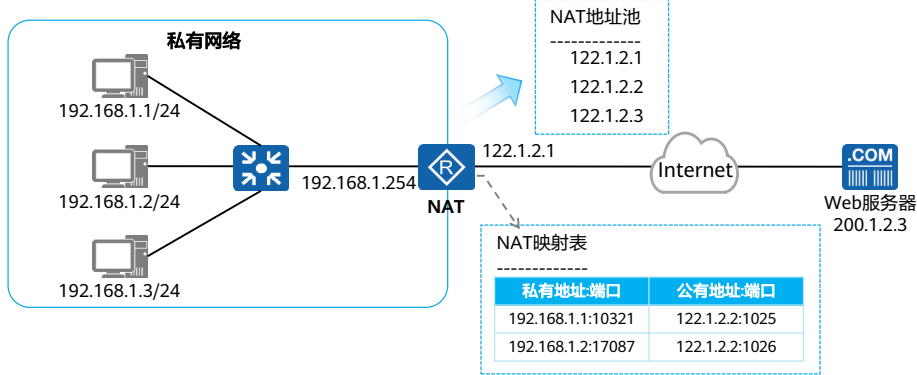 私有网络
192.168.1.1/24
192.168.1.2/24
192.168.1.3/24
192.168.1.254
R
NAT
122.1.2.1
NAT地址池
-------------
122.1.2.1
122.1.2.2
122.1.2.3
Internet
.COM
Web服务器
200.1.2.3
NAT映射表
-------------
私有地址:端口 公有地址:端口
192.168.1.1:10321 122.1.2.2:1025
192.168.1.2:17087 122.1.2.2:1026